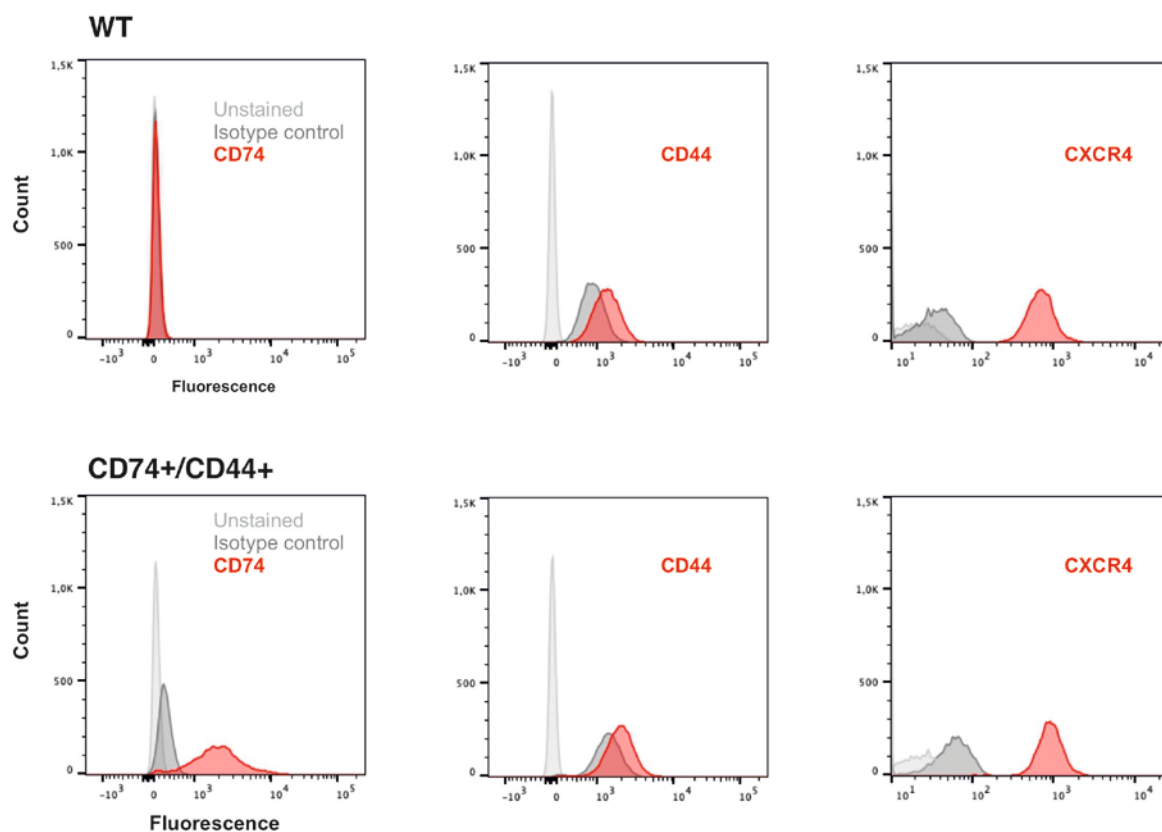 WT
1,5K
1,0K
500
0
Count
Unstained
Isotype control
CD74
-10³ 0 10³ 10⁴ 10⁵
Fluorescence
1,5K
1,0K
500
0
CD44
-10³ 0 10³ 10⁴ 10⁵
1,5K
1,0K
500
0
CXCR4
10¹ 10² 10³ 10⁴
CD74+/CD44+
1,5K
1,0K
500
0
Count
Unstained
Isotype control
CD74
-10³ 0 10³ 10⁴ 10⁵
Fluorescence
1,5K
1,0K
500
0
CD44
-10³ 0 10³ 10⁴ 10⁵
1,5K
1,0K
500
0
CXCR4
10¹ 10² 10³ 10⁴